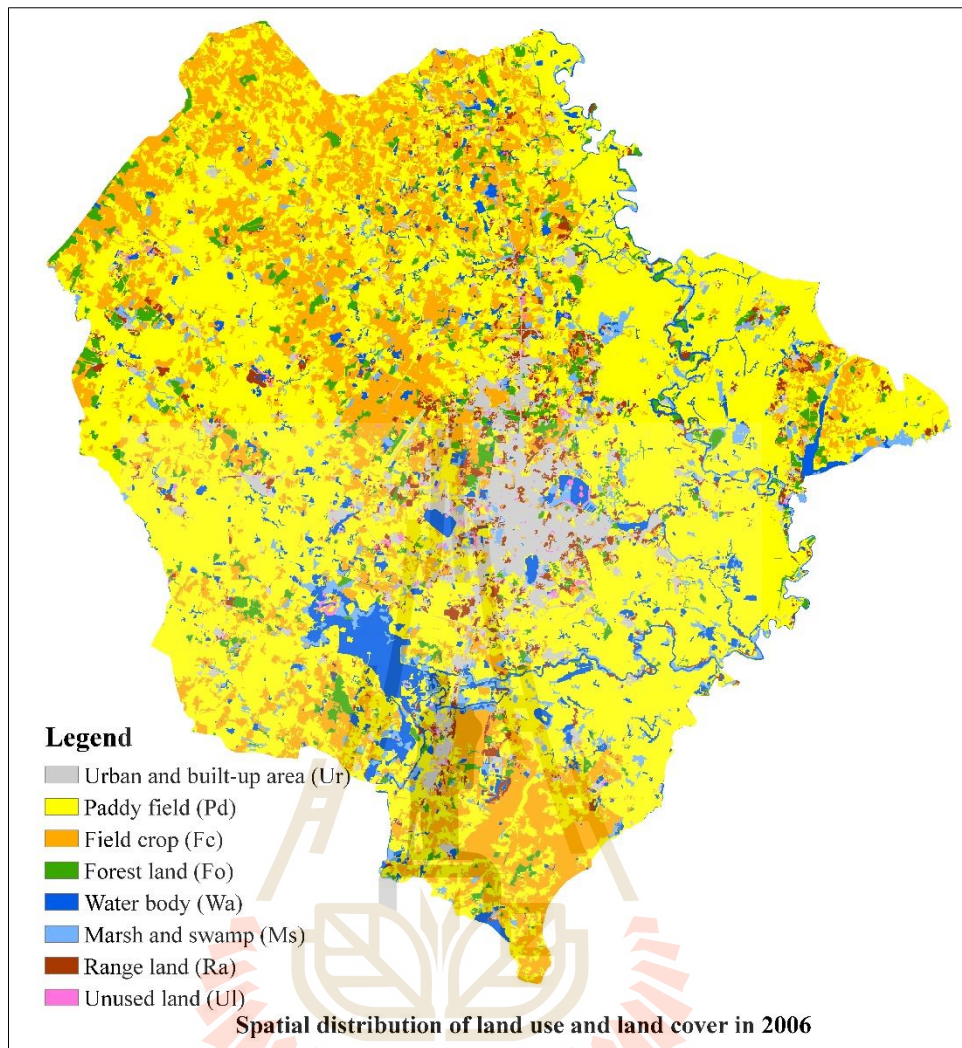 Legend
Urban and built-up area (Ur)
Paddy field (Pd)
Field crop (Fc)
Forest land (Fo)
Water body (Wa)
Marsh and swamp (Ms)
Range land (Ra)
Unused land (Ul)
Spatial distribution of land use and land cover in 2006